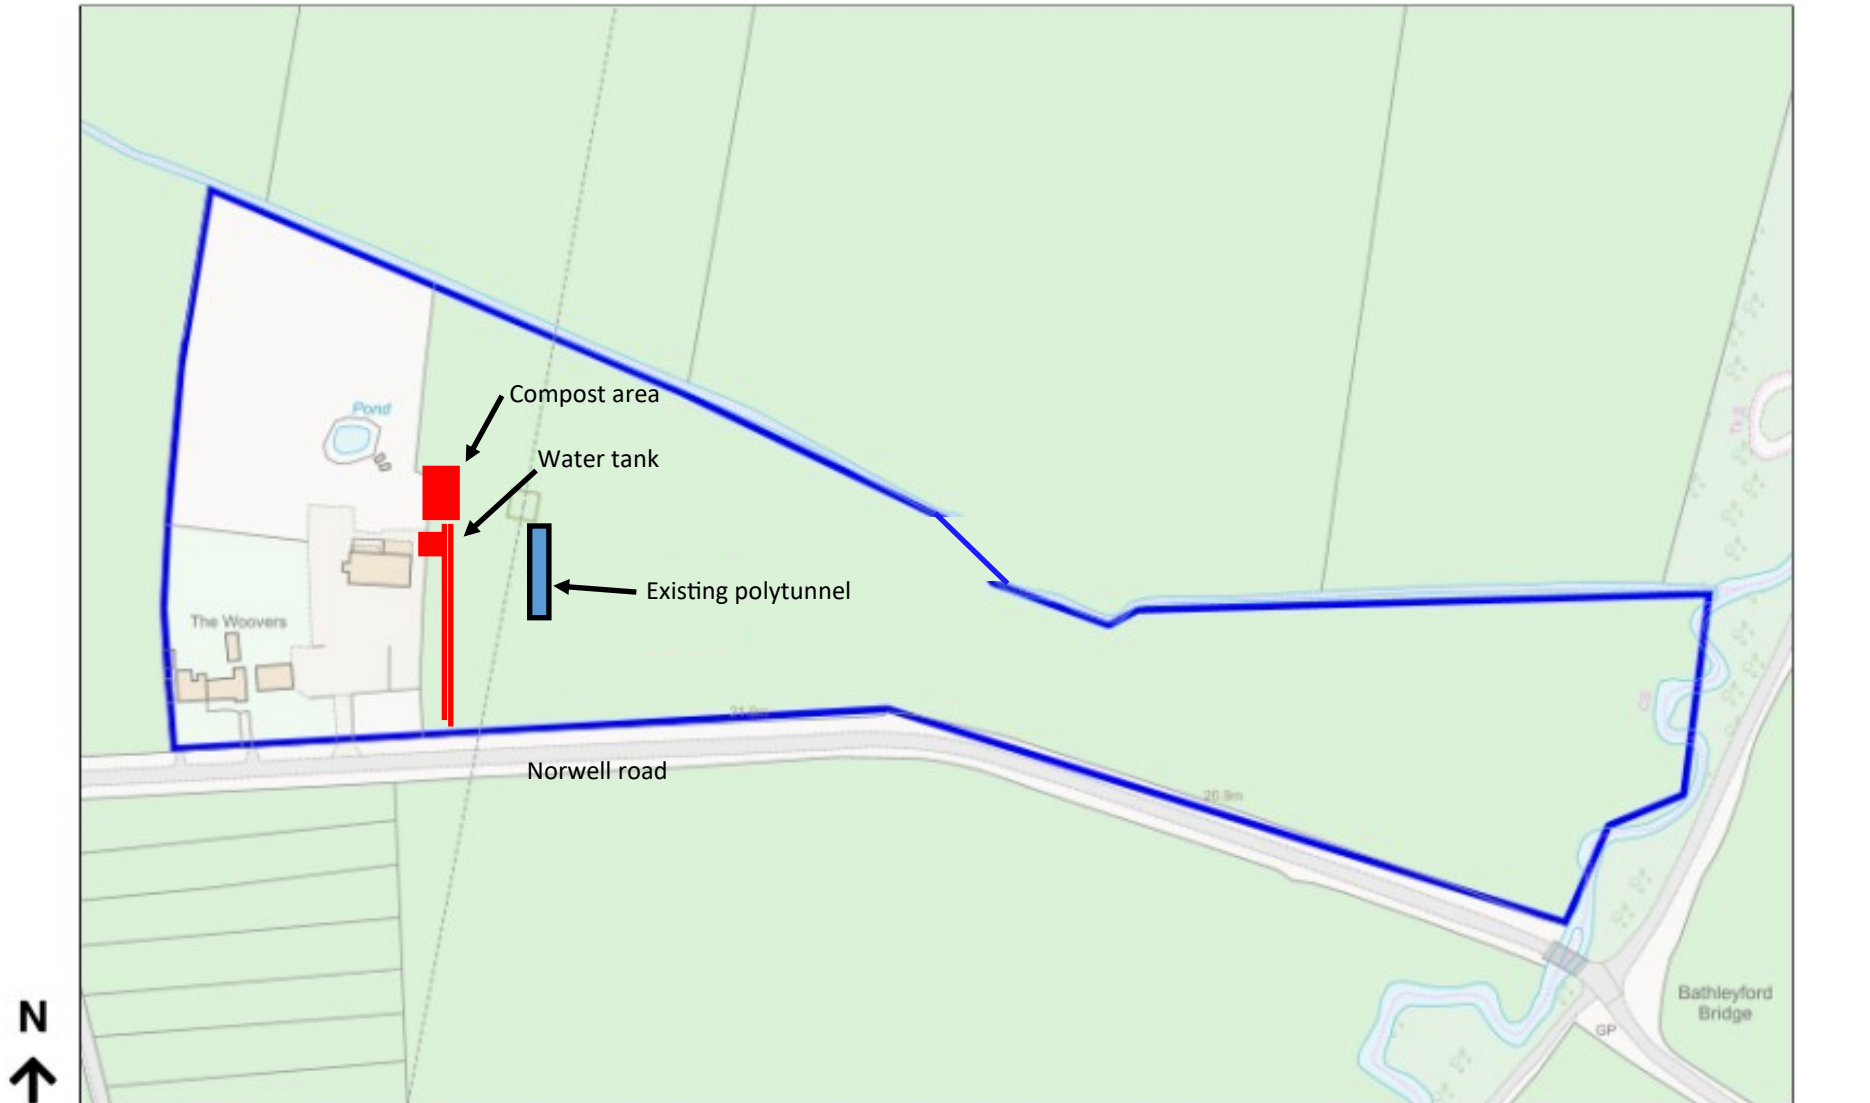 Compost area
Pond
Water tank
Existing polytunnel
The Woovers
Norwell road
Bathleyford
Bridge
N
GP